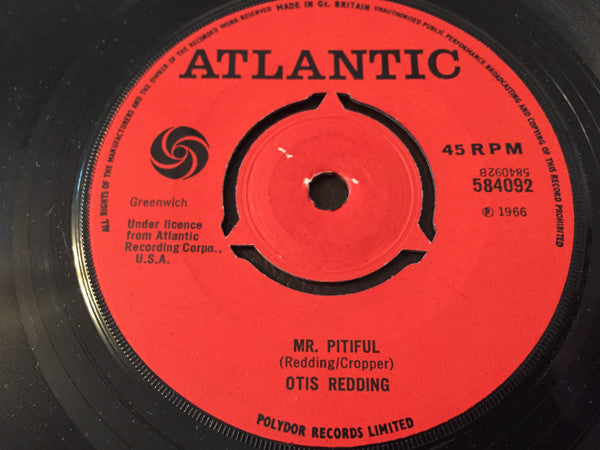 ALL RIGHTS OF THE MANUFACTURERS AND THE OWNER OF THE RECORDED WORK RESERVED MADE IN Gt. BRITAIN UNAUTHORISED PUBLIC PERFORMANCE BROADCASTING AND COPYING OF THIS RECORD PROHIBITED
ATLANTIC
45 RPM
584092B
584092
℗ 1966
Greenwich
Under licence
from Atlantic
Recording Corpn.,
U.S.A.
MR. PITIFUL
(Redding/Cropper)
OTIS REDDING
POLYDOR RECORDS LIMITED